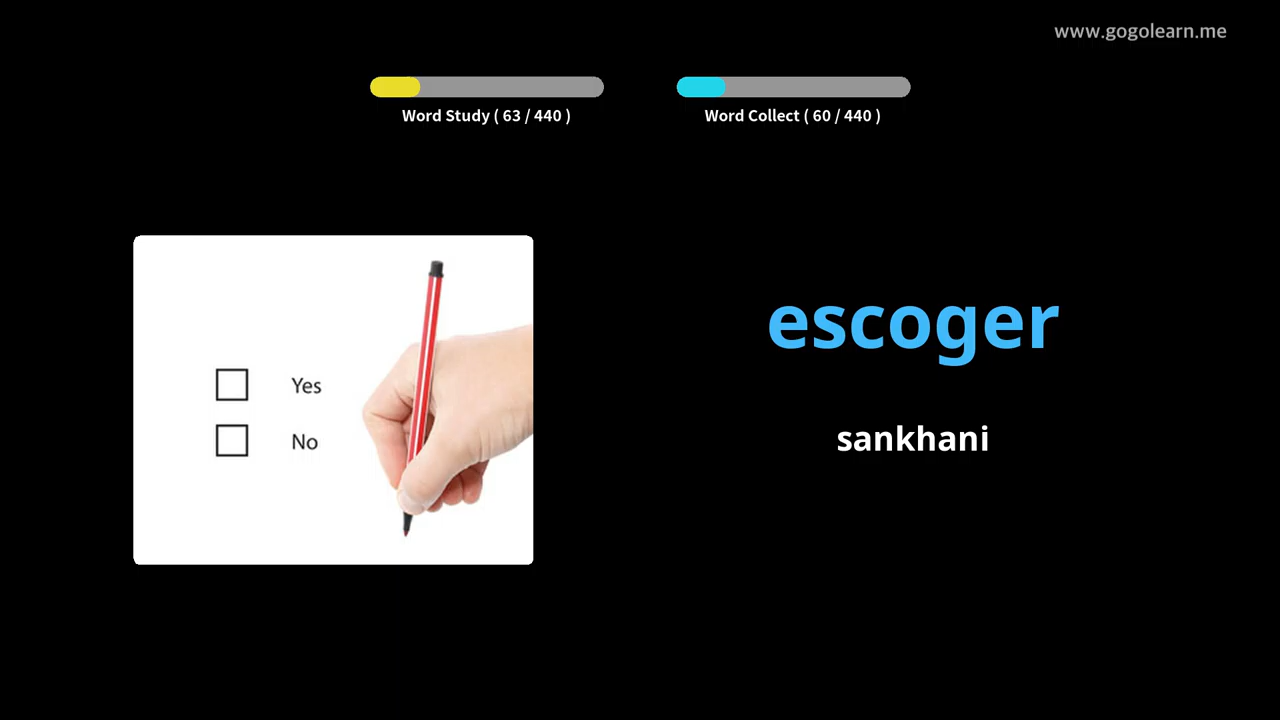 www.gogolearn.me
Word Study ( 63 / 440 )
Word Collect ( 60 / 440 )
Yes
No
escoger
sankhani